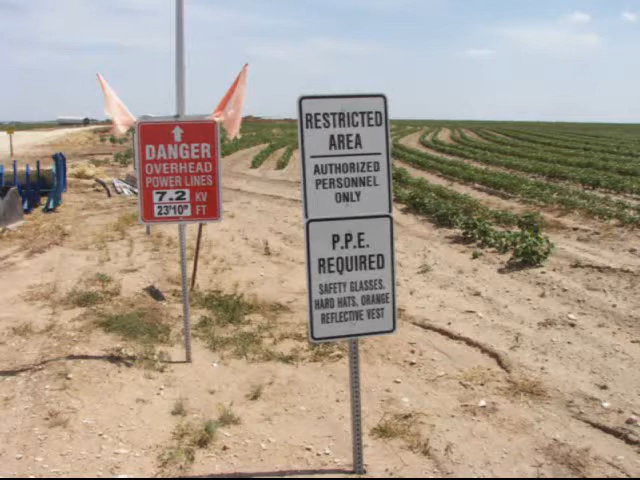 DANGER
OVERHEAD
POWER LINES
7.2 KV
23'10" FT
RESTRICTED
AREA
AUTHORIZED
PERSONNEL
ONLY
P.P.E.
REQUIRED
SAFETY GLASSES,
HARD HATS, ORANGE
REFLECTIVE VEST